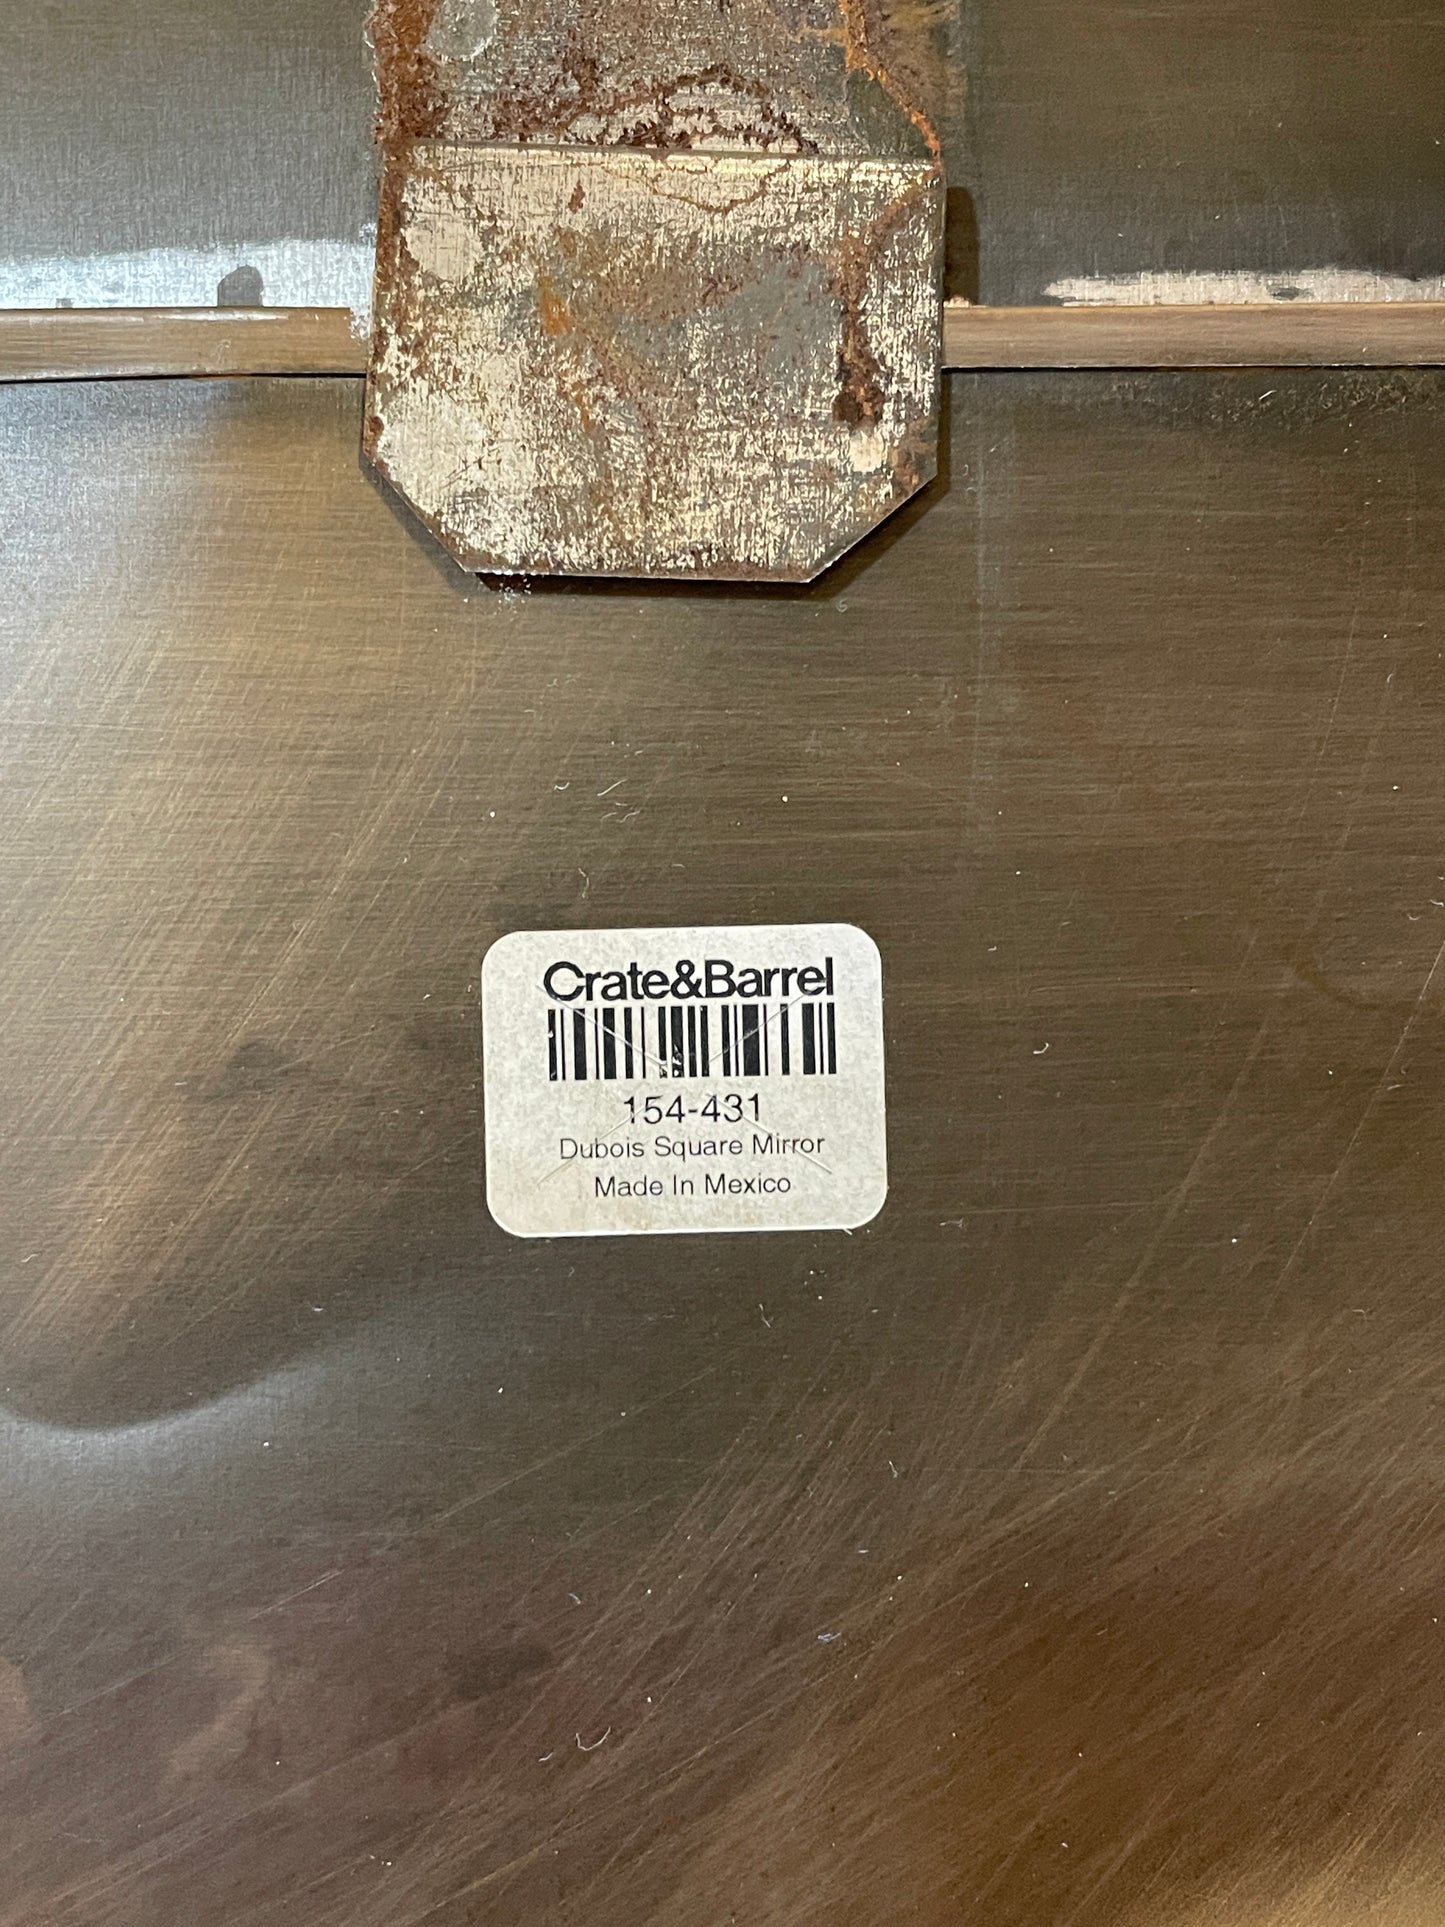 Crate&Barrel
154-431
Dubois Square Mirror
Made In Mexico